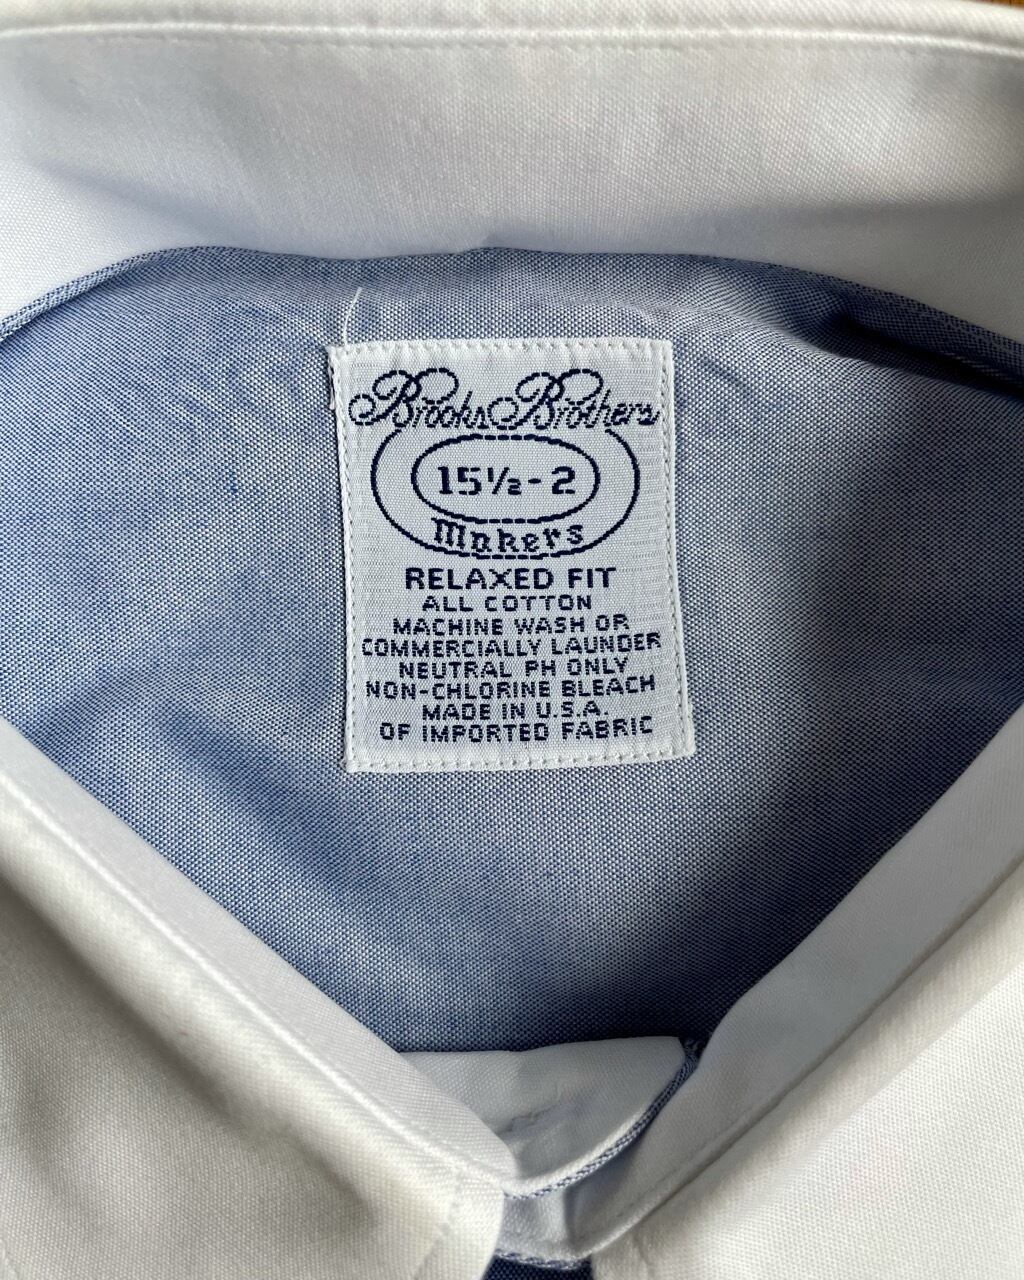 Brooks Brothers
15½-2
Makers
RELAXED FIT
ALL COTTON
MACHINE WASH OR
COMMERCIALLY LAUNDER
NEUTRAL PH ONLY
NON-CHLORINE BLEACH
MADE IN U.S.A.
OF IMPORTED FABRIC